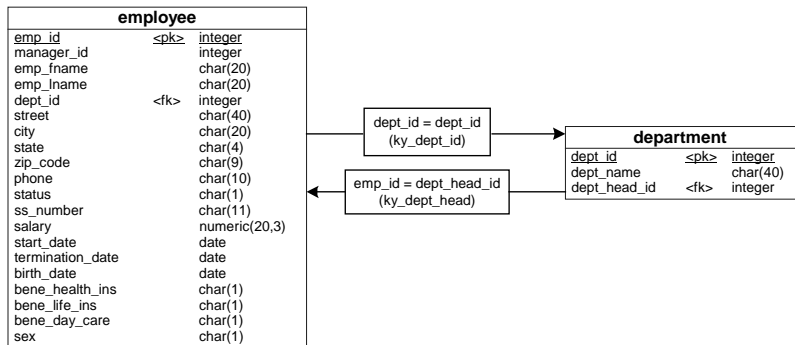 employee
emp_id <pk> integer
manager_id integer
emp_fname char(20)
emp_lname char(20)
dept_id <fk> integer
street char(40)
city char(20)
state char(4)
zip_code char(9)
phone char(10)
status char(1)
ss_number char(11)
salary numeric(20,3)
start_date date
termination_date date
birth_date date
bene_health_ins char(1)
bene_life_ins char(1)
bene_day_care char(1)
sex char(1)
dept_id = dept_id
(ky_dept_id)
emp_id = dept_head_id
(ky_dept_head)
department
dept_id <pk> integer
dept_name char(40)
dept_head_id <fk> integer